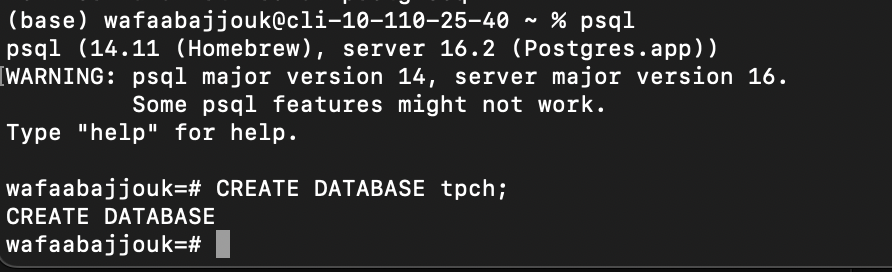 (base) wafaabajjouk@cli-10-110-25-40 ~ % psql
psql (14.11 (Homebrew), server 16.2 (Postgres.app))
WARNING: psql major version 14, server major version 16.
         Some psql features might not work.
Type "help" for help.

wafaabajjouk=# CREATE DATABASE tpch;
CREATE DATABASE
wafaabajjouk=#